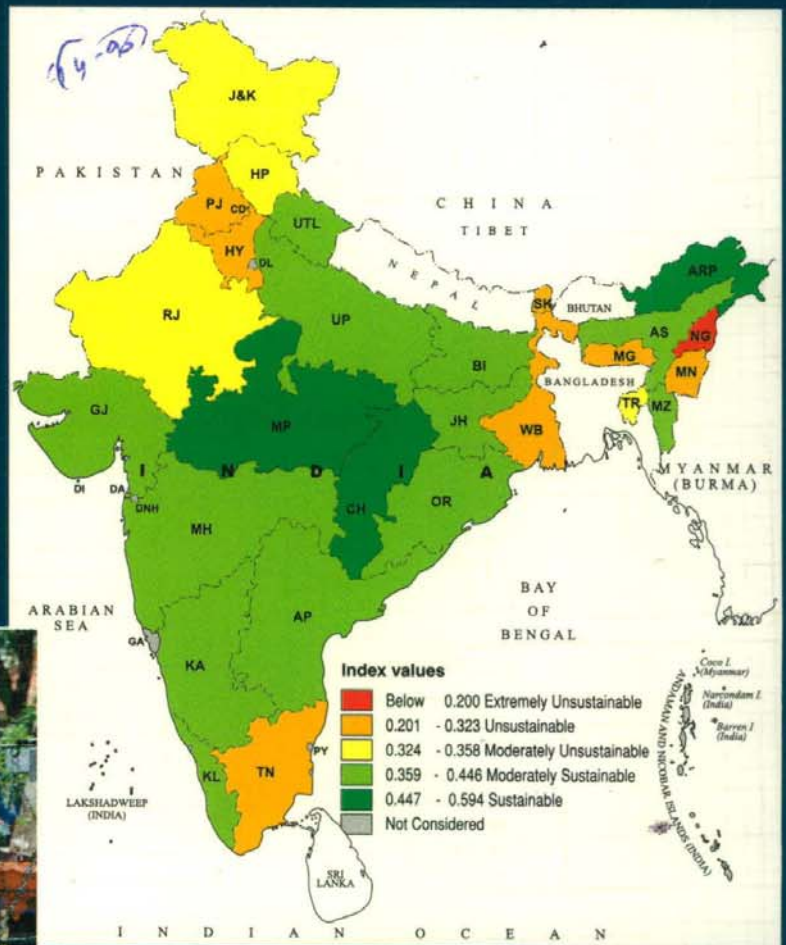 J&K
PAKISTAN
HP
PJ
CD
CHINA
TIBET
UTL
HY
DL
NEPAL
ARP
RJ
UP
SK
BHUTAN
AS
NG
BI
MG
MN
BANGLADESH
GJ
MP
JH
TR
MZ
WB
INDIA
MYANMAR
(BURMA)
DI
DA
DNH
CH
OR
MH
ARABIAN
SEA
AP
BAY
OF
BENGAL
GA
KA
Index values
Below 0.200 Extremely Unsustainable
0.201 - 0.323 Unsustainable
0.324 - 0.358 Moderately Unsustainable
0.359 - 0.446 Moderately Sustainable
0.447 - 0.594 Sustainable
Not Considered
Coco I.
(Myanmar)
Narcondam I.
(India)
Barren I
(India)
ANDAMAN AND NICOBAR ISLANDS (INDIA)
PY
KL
TN
LAKSHADWEEP
(INDIA)
SRI
LANKA
INDIAN OCEAN